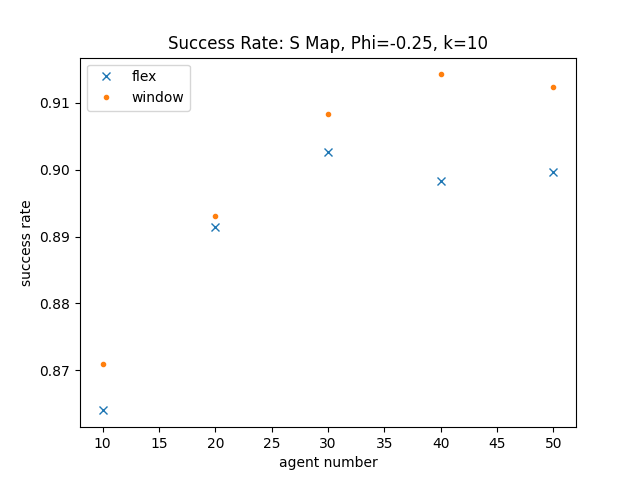 Success Rate: S Map, Phi=-0.25, k=10
flex
window
0.91
0.90
0.89
0.88
0.87
success rate
10 15 20 25 30 35 40 45 50
agent number